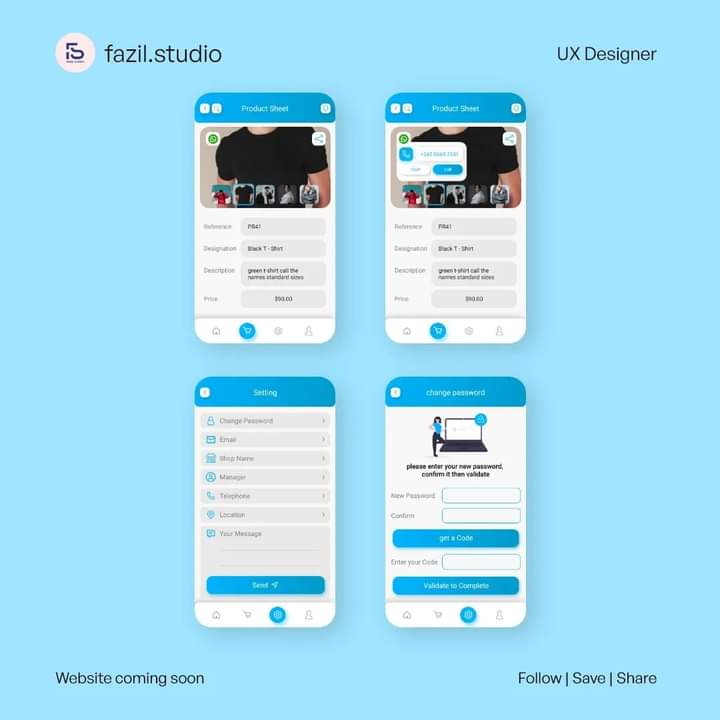 fazil.studio
UX Designer
Product Sheet
Reference
PR41
Designation
Black T - Shirt
Description
green t-shirt call the
names standard sizes
Price
$90.00
Product Sheet
Reference
PR41
Designation
Black T - Shirt
Description
green t-shirt call the
names standard sizes
Price
$90.00
Setting
Change Password
Email
Shop Name
Manager
Telephone
Location
Your Message
Send
change password
please enter your new password.
confirm it then validate
New Password
Confirm
get a Code
Enter your Code
Validate to Complete
Website coming soon
Follow | Save | Share